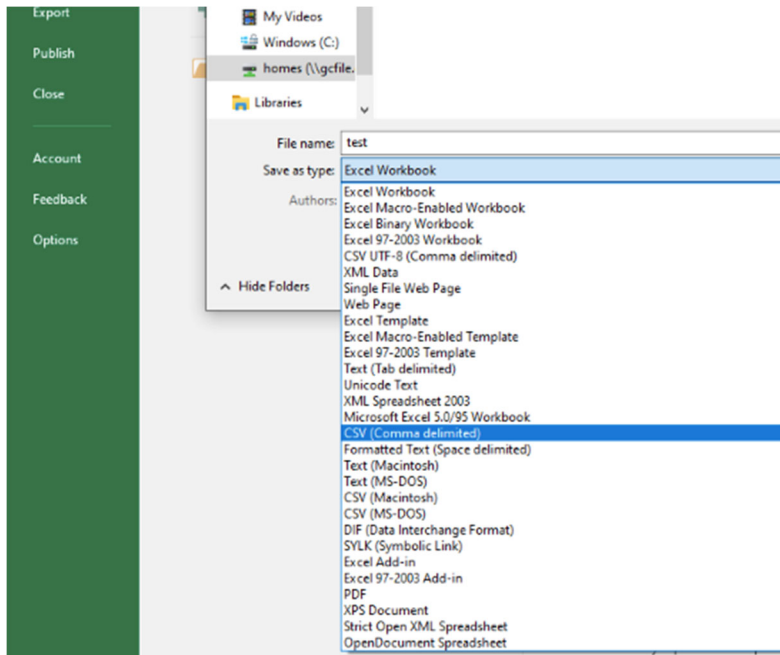 Export
Publish
Close
Account
Feedback
Options
My Videos
Windows (C:)
homes (\\gcfile.
Libraries
File name: test
Save as type: Excel Workbook
Authors:
Hide Folders
Excel Workbook
Excel Macro-Enabled Workbook
Excel Binary Workbook
Excel 97-2003 Workbook
CSV UTF-8 (Comma delimited)
XML Data
Single File Web Page
Web Page
Excel Template
Excel Macro-Enabled Template
Excel 97-2003 Template
Text (Tab delimited)
Unicode Text
XML Spreadsheet 2003
Microsoft Excel 5.0/95 Workbook
CSV (Comma delimited)
Formatted Text (Space delimited)
Text (Macintosh)
Text (MS-DOS)
CSV (Macintosh)
CSV (MS-DOS)
DIF (Data Interchange Format)
SYLK (Symbolic Link)
Excel Add-in
Excel 97-2003 Add-in
PDF
XPS Document
Strict Open XML Spreadsheet
OpenDocument Spreadsheet